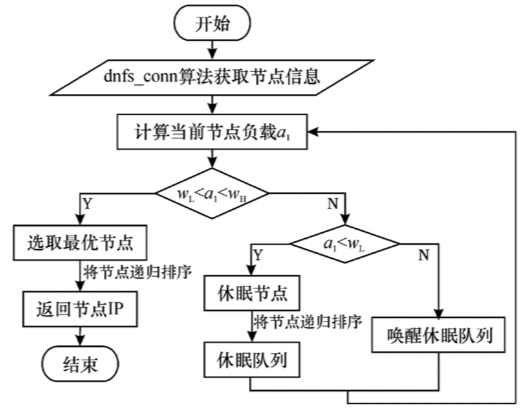 开始
dnfs_conn算法获取节点信息
计算当前节点负载a₁
w_L<a₁<w_H
Y
N
选取最优节点
a₁<w_L
将节点递归排序
Y
N
返回节点IP
休眠节点
将节点递归排序
唤醒休眠队列
结束
休眠队列